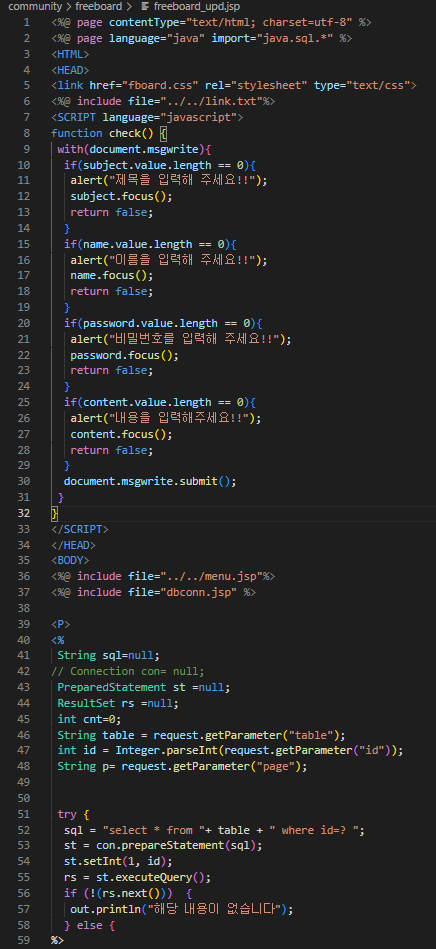 community > freeboard > freeboard_upd.jsp
1 <%@ page contentType="text/html; charset=utf-8" %>
2 <%@ page language="java" import="java.sql.*" %>
3 <HTML>
4 <HEAD>
5 <link href="fboard.css" rel="stylesheet" type="text/css">
6 <%@ include file="../../link.txt"%>
7 <SCRIPT language="javascript">
8 function check() {
9 with(document.msgwrite){
10 if(subject.value.length == 0){
11 alert("제목을 입력해 주세요!!");
12 subject.focus();
13 return false;
14 }
15 if(name.value.length == 0){
16 alert("이름을 입력해 주세요!!");
17 name.focus();
18 return false;
19 }
20 if(password.value.length == 0){
21 alert("비밀번호를 입력해 주세요!!");
22 password.focus();
23 return false;
24 }
25 if(content.value.length == 0){
26 alert("내용을 입력해주세요!!");
27 content.focus();
28 return false;
29 }
30 document.msgwrite.submit();
31 }
32 }
33 </SCRIPT>
34 </HEAD>
35 <BODY>
36 <%@ include file="../../menu.jsp"%>
37 <%@ include file="dbconn.jsp" %>
38
39 <P>
40 <%
41 String sql=null;
42 // Connection con= null;
43 PreparedStatement st =null;
44 ResultSet rs =null;
45 int cnt=0;
46 String table = request.getParameter("table");
47 int id = Integer.parseInt(request.getParameter("id"));
48 String p= request.getParameter("page");
49
50
51 try {
52 sql = "select * from "+ table + " where id=? ";
53 st = con.prepareStatement(sql);
54 st.setInt(1, id);
55 rs = st.executeQuery();
56 if (!(rs.next())) {
57 out.println("해당 내용이 없습니다");
58 } else {
59 %>